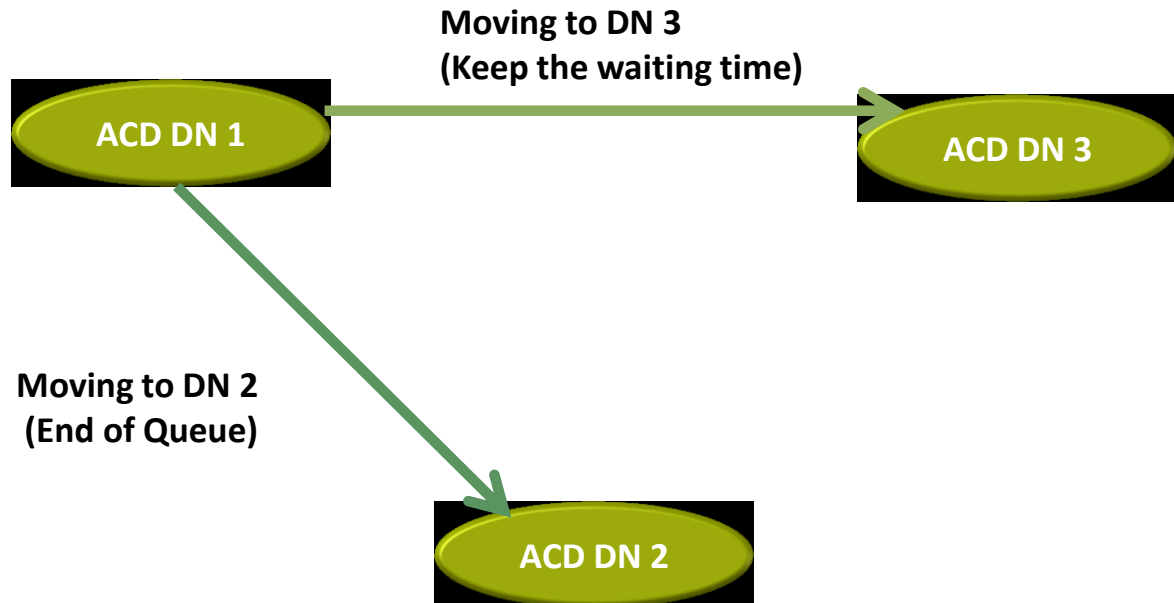 Moving to DN 3
(Keep the waiting time)
ACD DN 1
ACD DN 3
Moving to DN 2
(End of Queue)
ACD DN 2